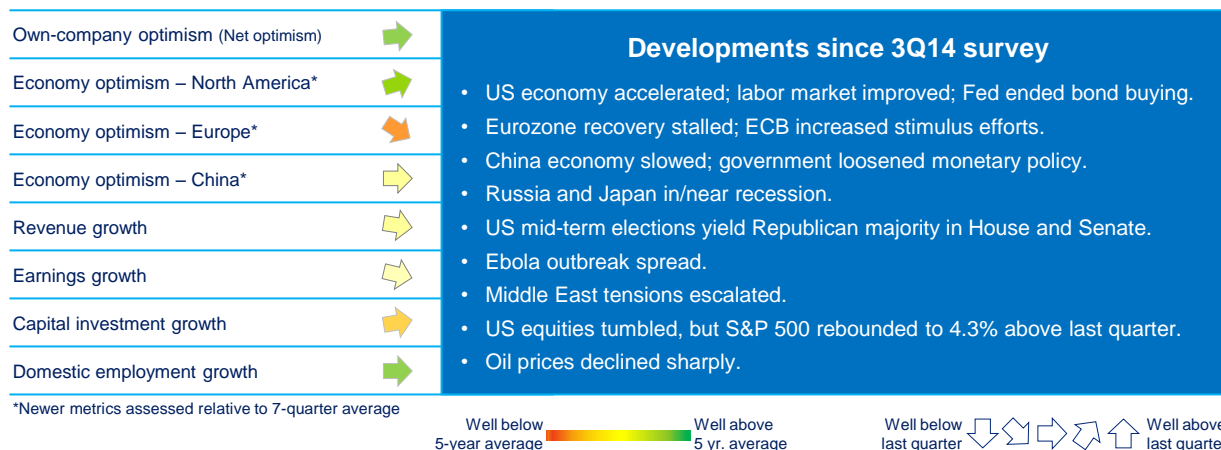 Own-company optimism (Net optimism)
Economy optimism – North America*
Economy optimism – Europe*
Economy optimism – China*
Revenue growth
Earnings growth
Capital investment growth
Domestic employment growth
*Newer metrics assessed relative to 7-quarter average
Developments since 3Q14 survey
• US economy accelerated; labor market improved; Fed ended bond buying.
• Eurozone recovery stalled; ECB increased stimulus efforts.
• China economy slowed; government loosened monetary policy.
• Russia and Japan in/near recession.
• US mid-term elections yield Republican majority in House and Senate.
• Ebola outbreak spread.
• Middle East tensions escalated.
• US equities tumbled, but S&P 500 rebounded to 4.3% above last quarter.
• Oil prices declined sharply.
Well below
5-year average
Well above
5 yr. average
Well below
last quarter
Well above
last quarter